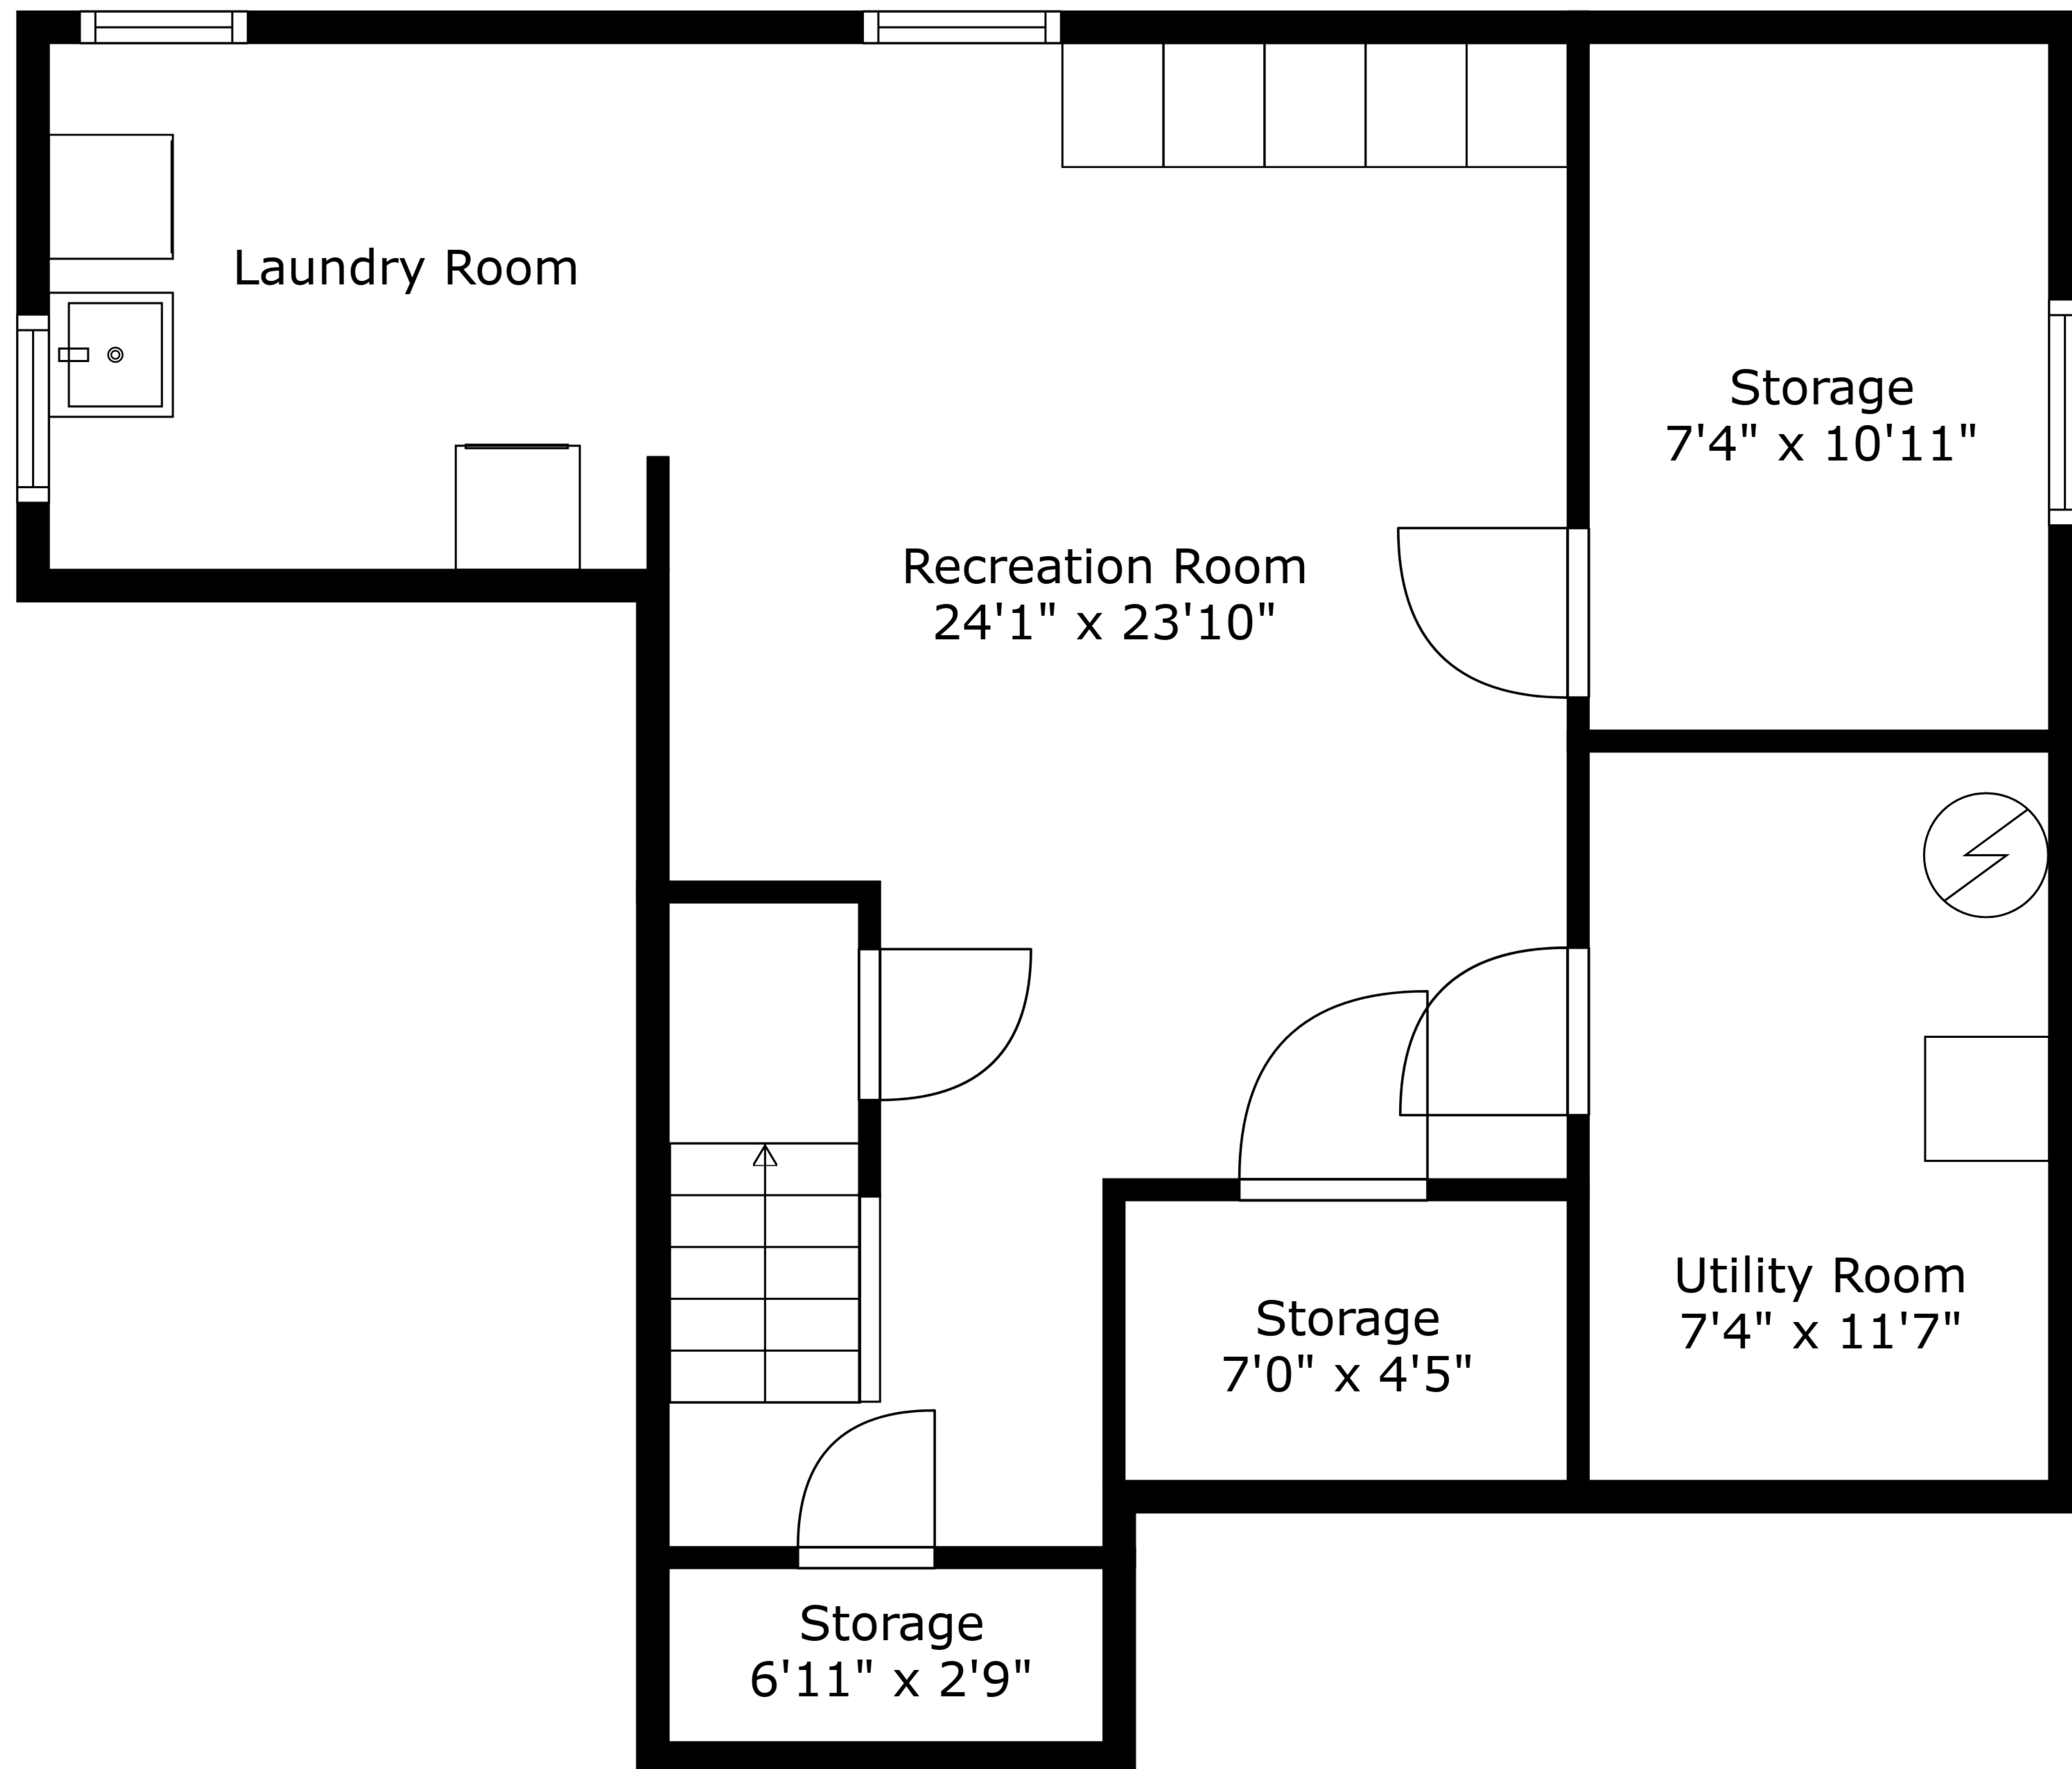 Laundry Room
Storage
7'4" x 10'11"
Recreation Room
24'1" x 23'10"
Utility Room
7'4" x 11'7"
Storage
7'0" x 4'5"
Storage
6'11" x 2'9"